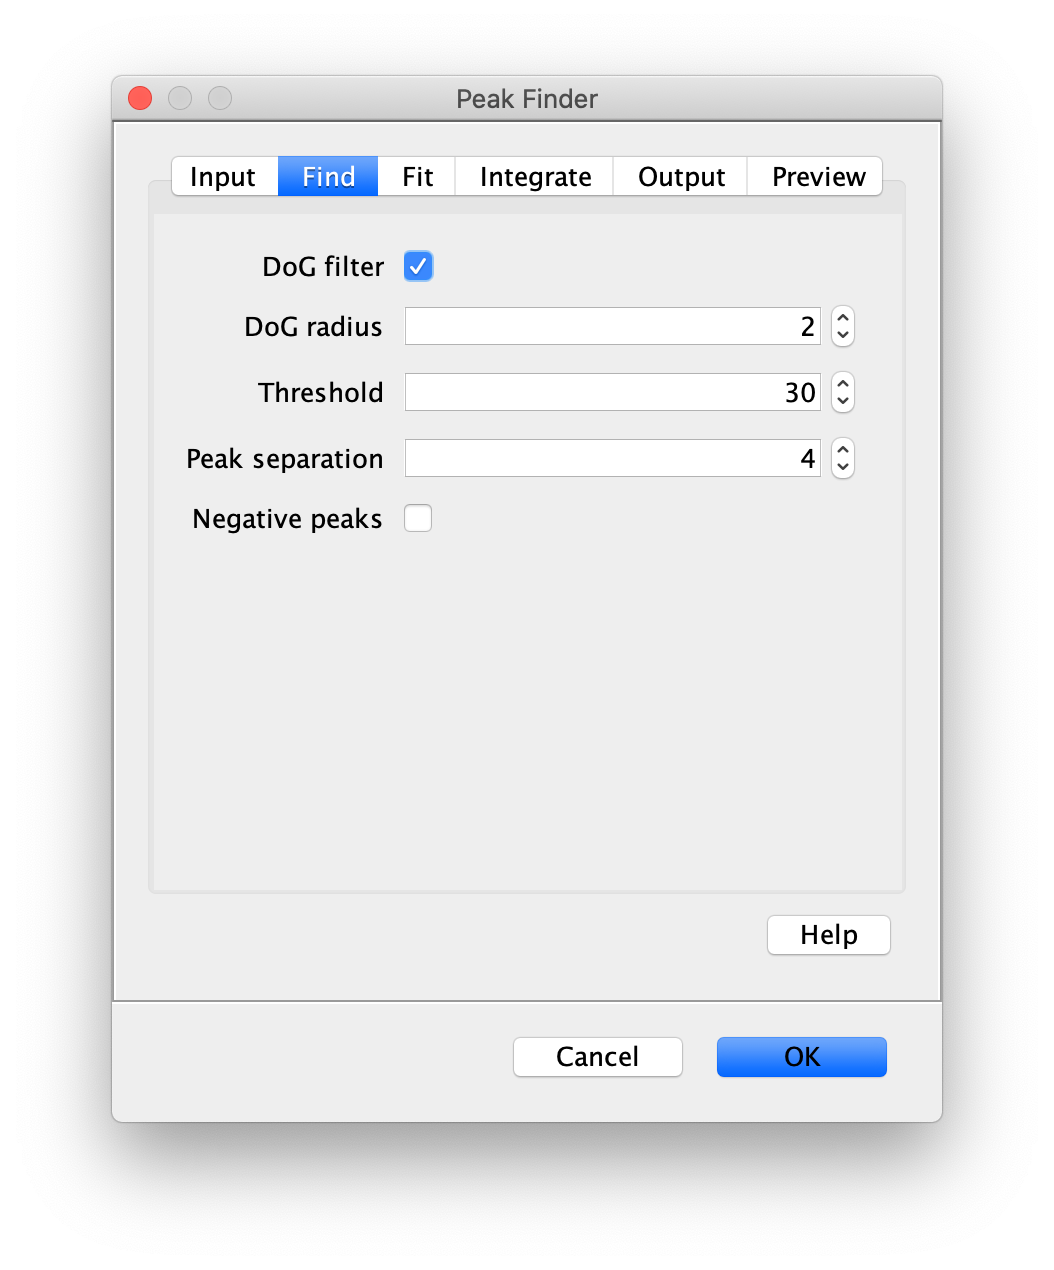 Peak Finder
Input Find Fit Integrate Output Preview
DoG filter
DoG radius 2
Threshold 30
Peak separation 4
Negative peaks
Help
Cancel OK